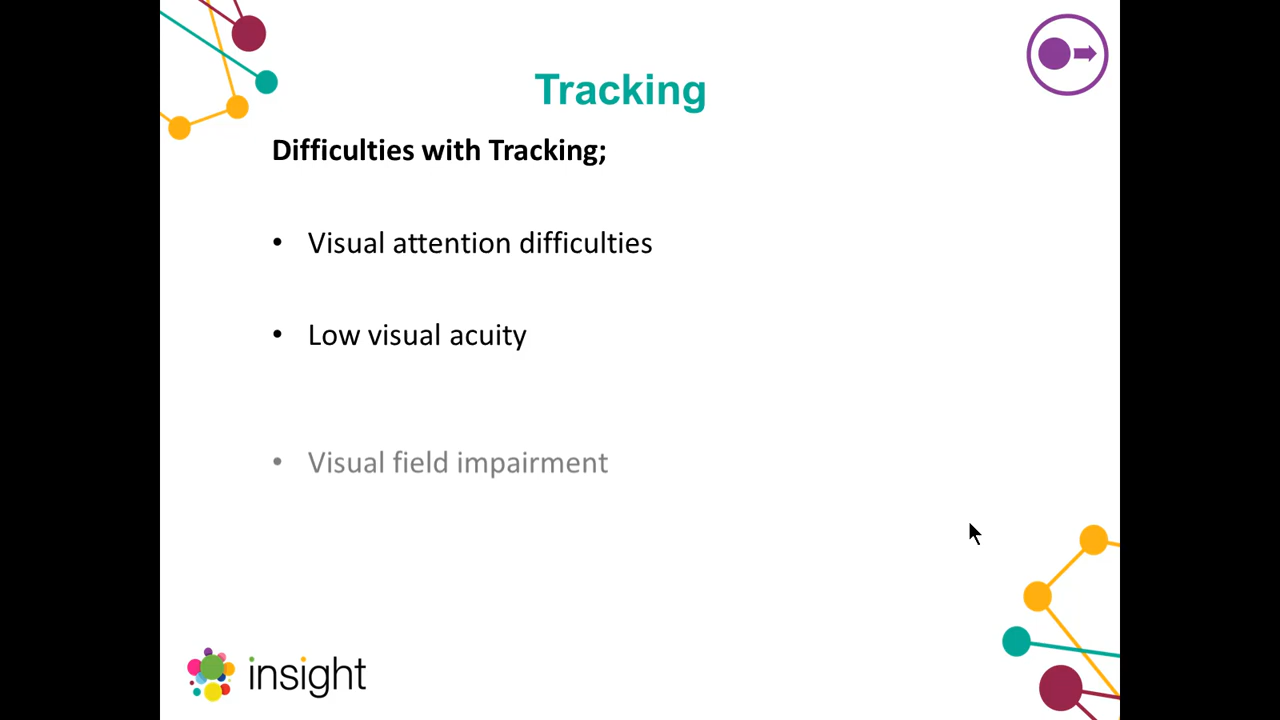 Tracking
Difficulties with Tracking;
• Visual attention difficulties
• Low visual acuity
• Visual field impairment
insight